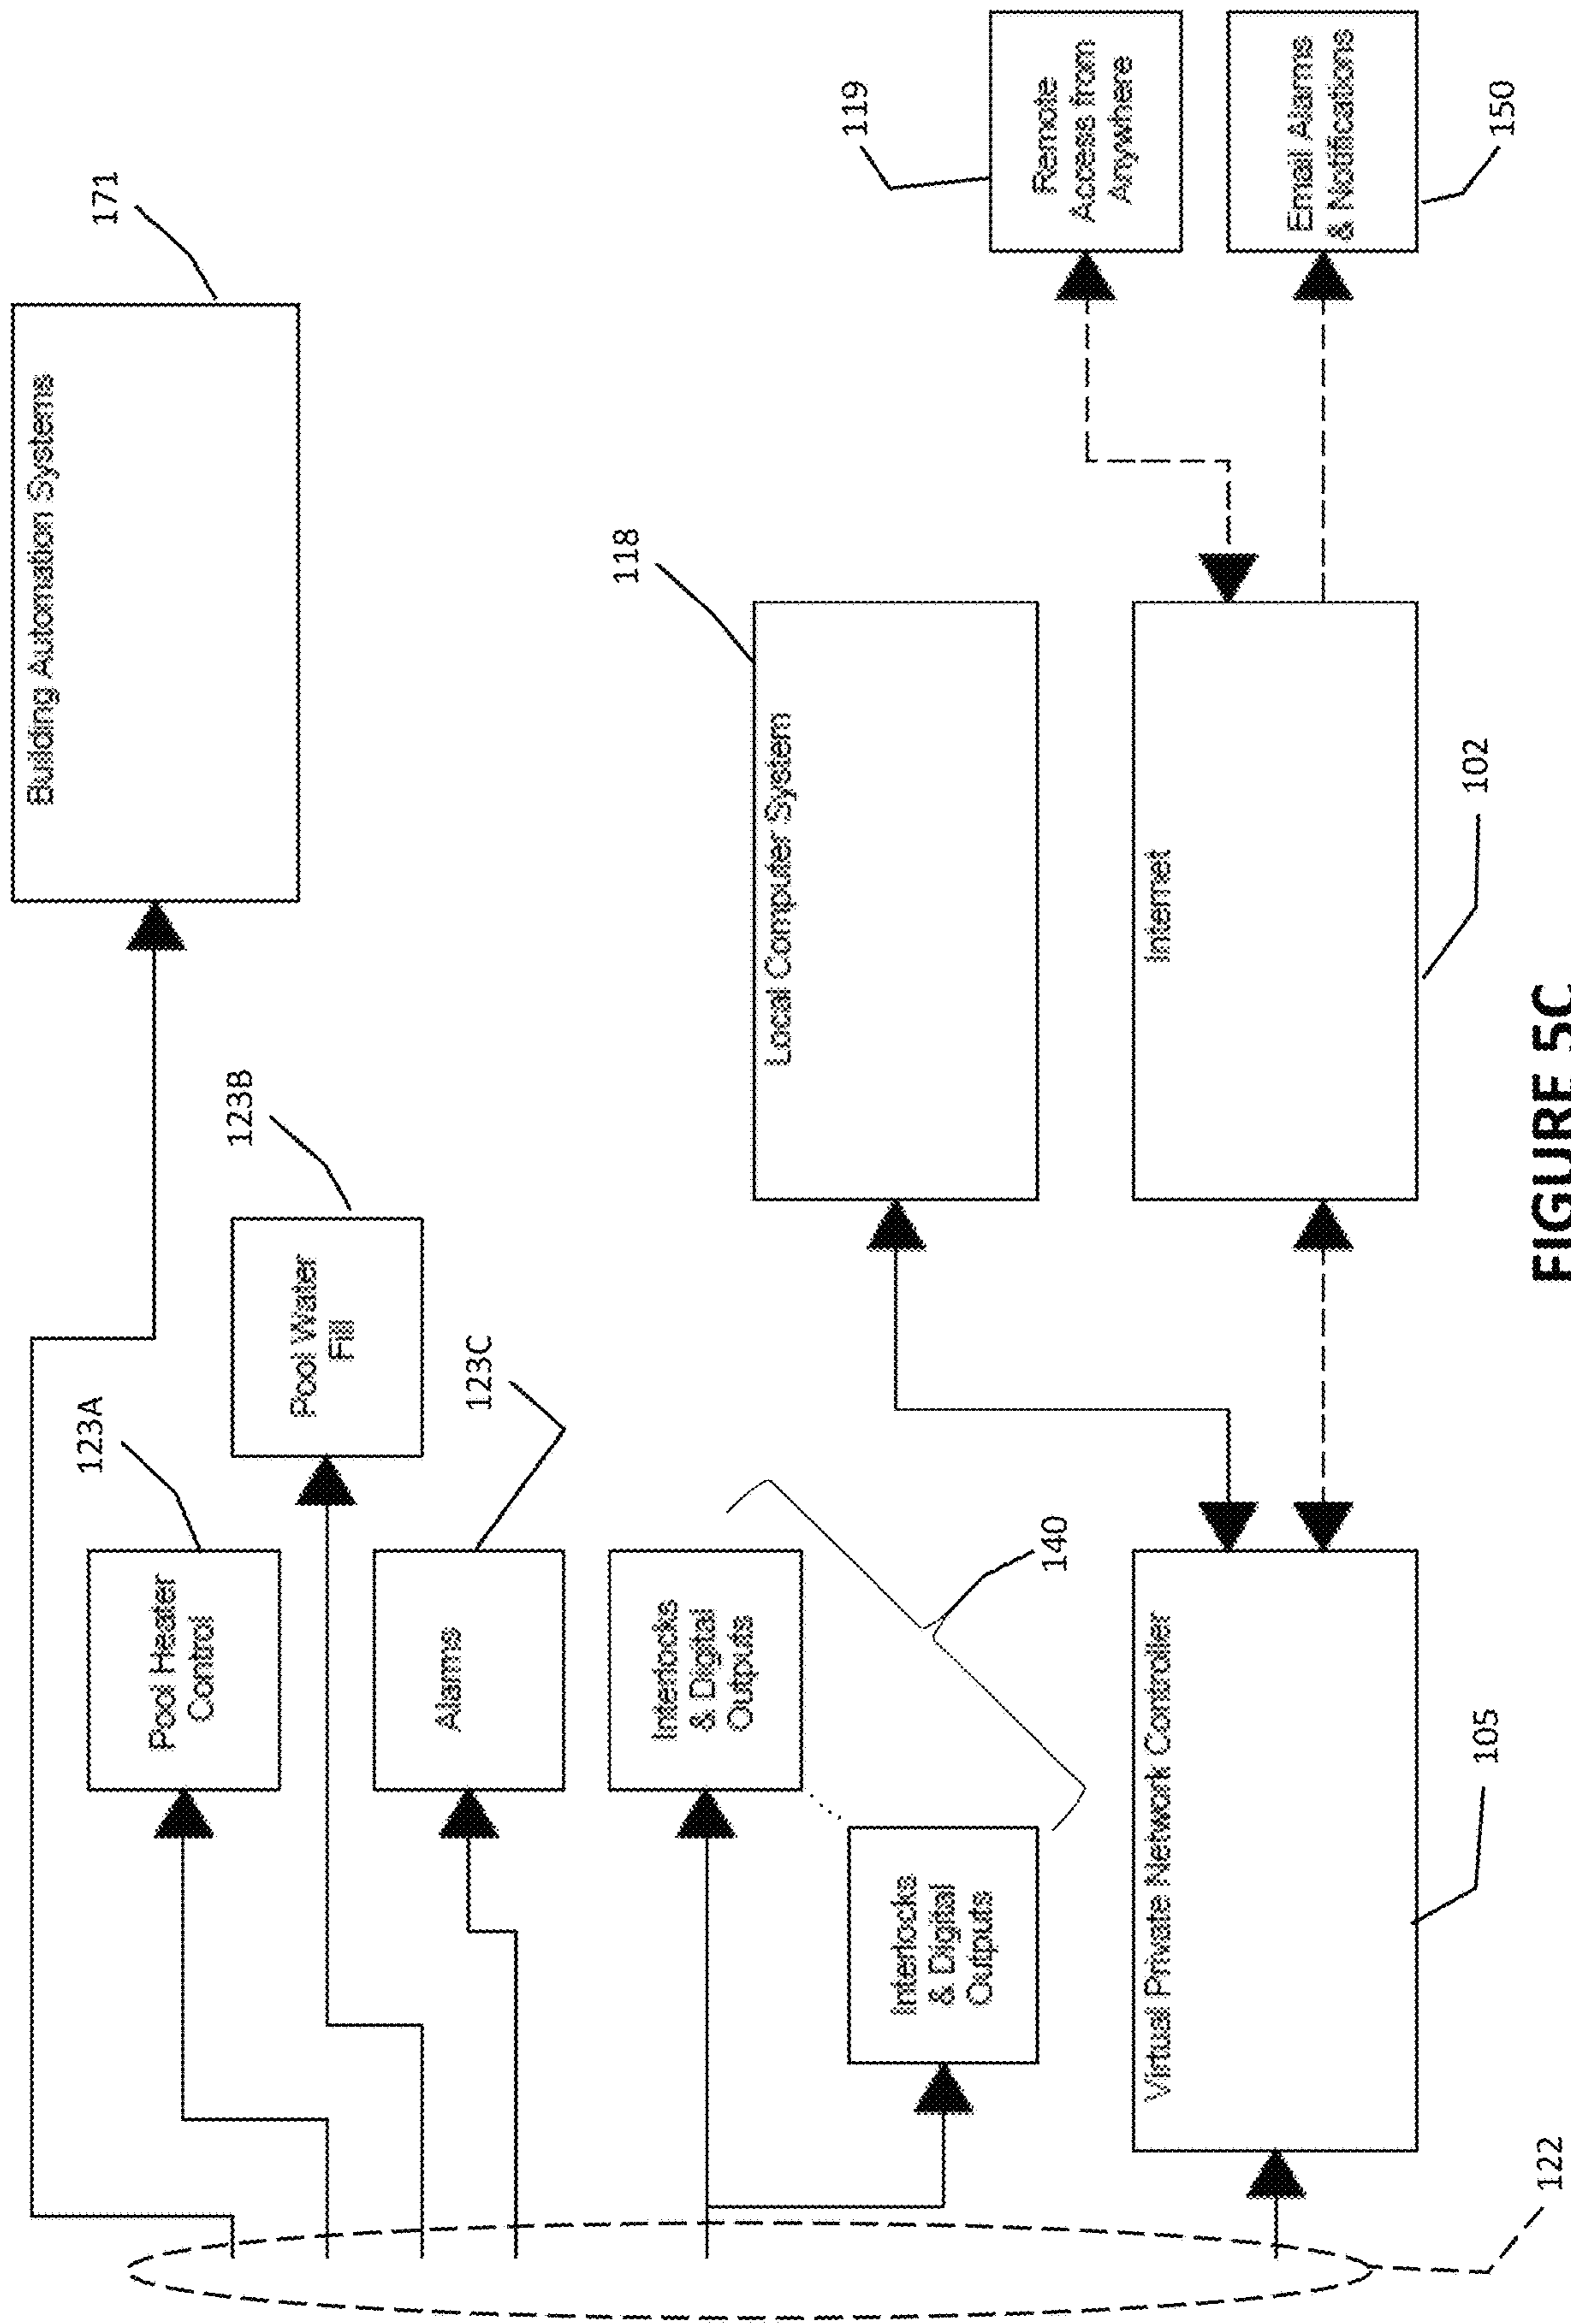 171
Building Automation Systems
123A
Pool Heater
Control
123B
Pool Water
Fill
123C
Alarms
Interlocks
& Digital
Outputs
Interlocks
& Digital
Outputs
140
118
Local Computer System
119
Remote
Access from
Anywhere
Email Alarms
& Notifications
150
Internet
102
Virtual Private Network Controller
105
122
FIGURE 5C